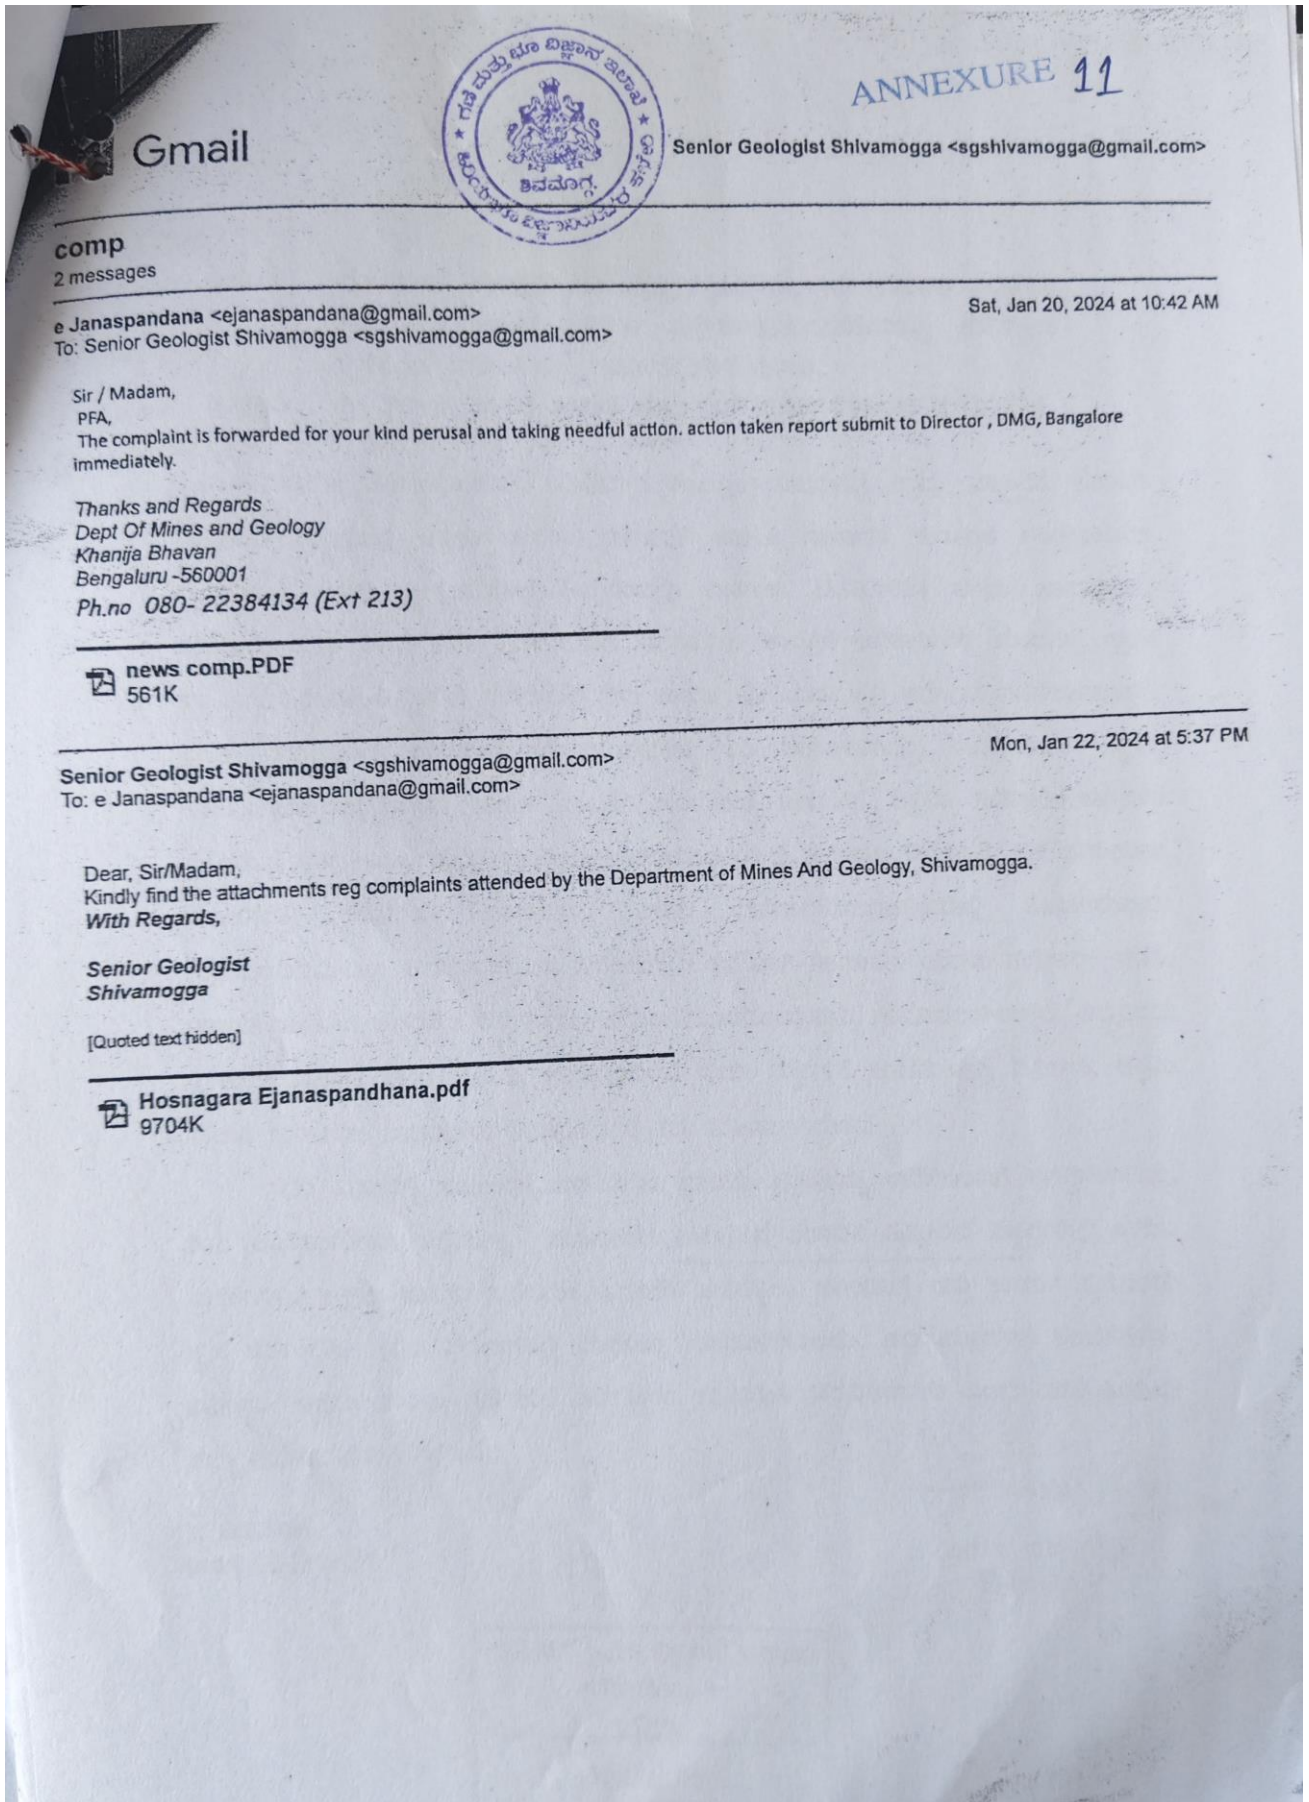 ANNEXURE 11
ಗಣಿ ಮತ್ತು ಭೂ ವಿಜ್ಞಾನ ಇಲಾಖೆ
ಶಿವಮೊಗ್ಗ
Gmail
Senior Geologist Shivamogga <sgshivamogga@gmail.com>
comp
2 messages
e Janaspandana <ejanaspandana@gmail.com>
Sat, Jan 20, 2024 at 10:42 AM
To: Senior Geologist Shivamogga <sgshivamogga@gmail.com>
Sir / Madam,
PFA,
The complaint is forwarded for your kind perusal and taking needful action. action taken report submit to Director , DMG, Bangalore
immediately.
Thanks and Regards
Dept Of Mines and Geology
Khanija Bhavan
Bengaluru -560001
Ph.no 080- 22384134 (Ext 213)
news comp.PDF
561K
Senior Geologist Shivamogga <sgshivamogga@gmail.com>
Mon, Jan 22, 2024 at 5:37 PM
To: e Janaspandana <ejanaspandana@gmail.com>
Dear, Sir/Madam,
Kindly find the attachments reg complaints attended by the Department of Mines And Geology, Shivamogga.
With Regards,
Senior Geologist
Shivamogga
[Quoted text hidden]
Hosnagara Ejanaspandhana.pdf
9704K